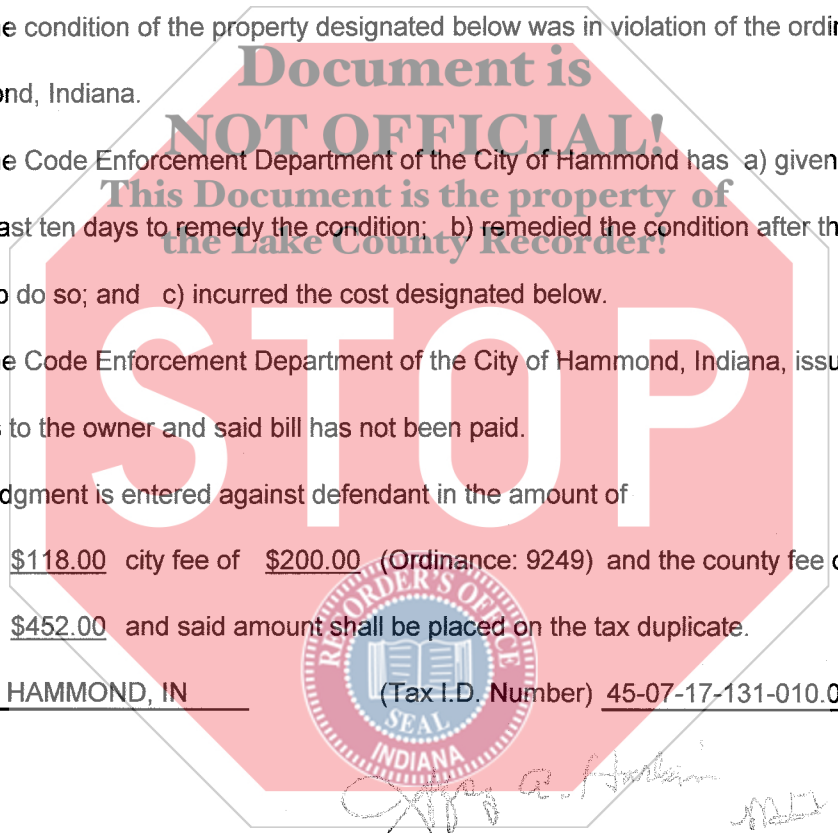 e condition of the property designated below was in violation of the ordi
Document is
ond, Indiana.
NOT OFFICIAL!
e Code Enforcement Department of the City of Hammond has a) given
This Document is the property of
ast ten days to remedy the condition; b) remedied the condition after th
the Lake County Recorder!
o do so; and c) incurred the cost designated below.
STOP
e Code Enforcement Department of the City of Hammond, Indiana, issu
s to the owner and said bill has not been paid.
dgment is entered against defendant in the amount of
$118.00 city fee of $200.00 (Ordinance: 9249) and the county fee o
$452.00 and said amount shall be placed on the tax duplicate.
HAMMOND, IN (Tax I.D. Number) 45-07-17-131-010.0
RECORDER'S OFFICE
SEAL
INDIANA